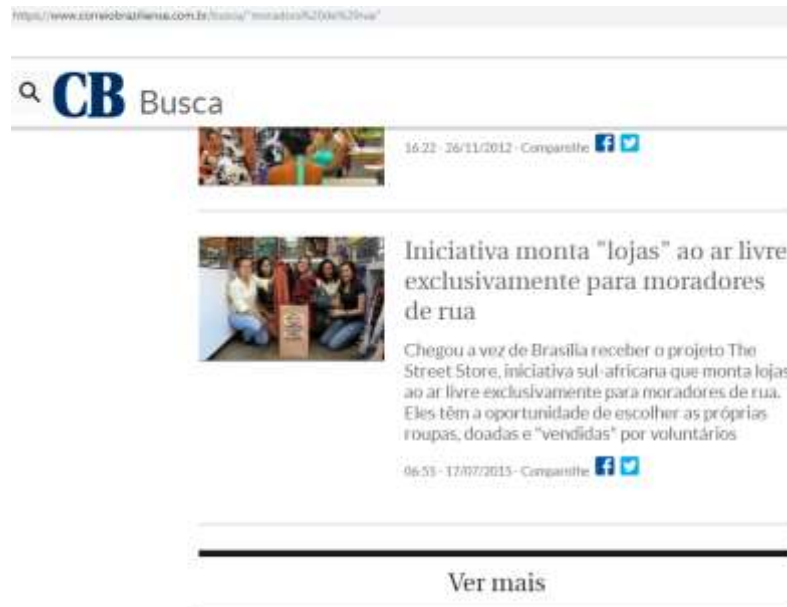 https://www.correiobraziliense.com.br/busca/"moradora%20de%20rua"
CB Busca
16:22 - 26/11/2012 - Compartilhe
Iniciativa monta "lojas" ao ar livre
exclusivamente para moradores
de rua
Chegou a vez de Brasília receber o projeto The
Street Store, iniciativa sul-africana que monta lojas
ao ar livre exclusivamente para moradores de rua.
Eles têm a oportunidade de escolher as próprias
roupas, doadas e "vendidas" por voluntários
06:53 - 17/07/2015 - Compartilhe
Ver mais